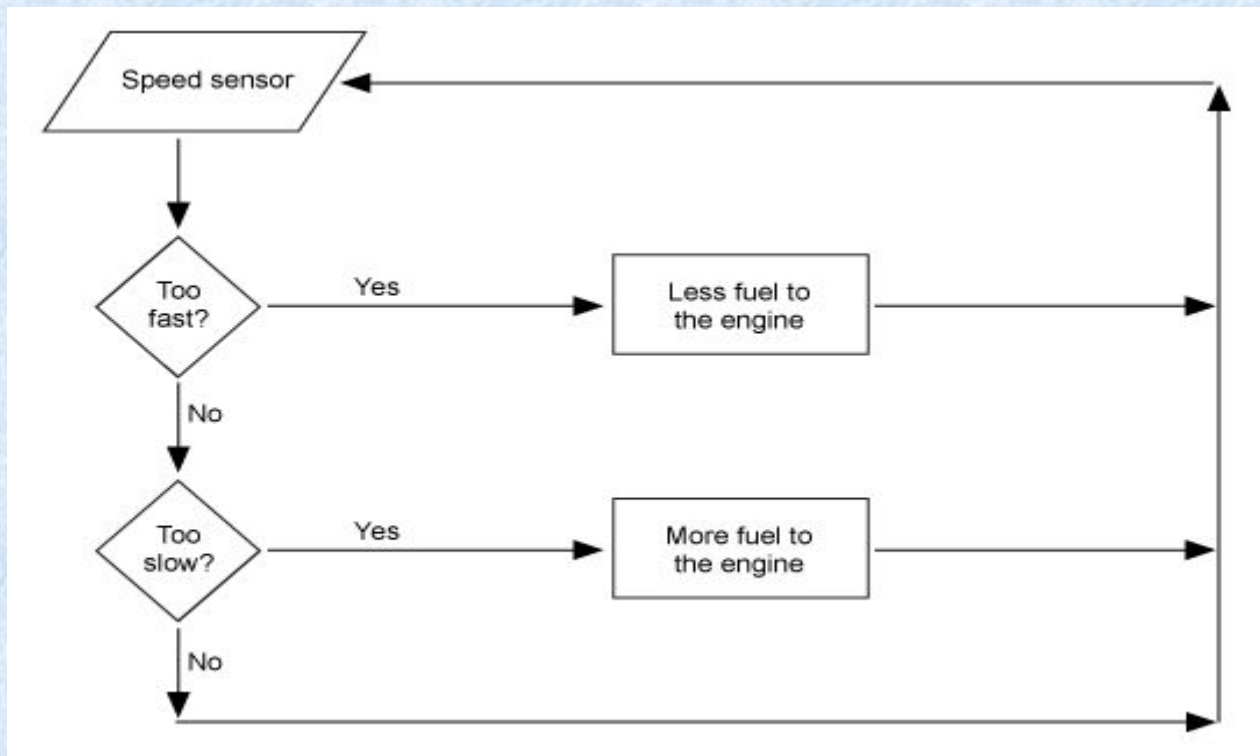 Speed sensor
Too
fast?
Yes
Less fuel to
the engine
No
Too
slow?
Yes
More fuel to
the engine
No